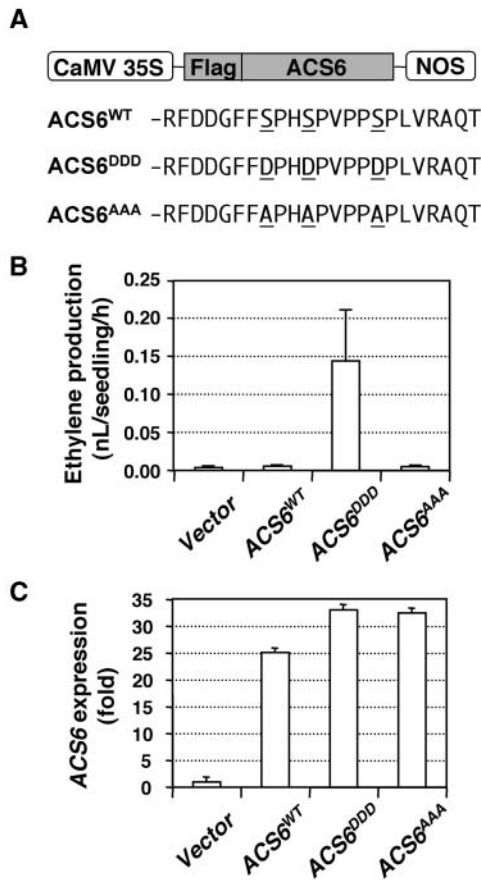 A
CaMV 35S Flag ACS6 NOS
ACS6WT -RFDDGFFSPHSPVPPSPLVRAQT
ACS6DDD -RFDDGFFDPHDPVPPDPLVRAQT
ACS6AAA -RFDDGFFAPHAPVPPAPLVRAQT
B
Ethylene production
(nL/seedling/h)
0.25
0.20
0.15
0.10
0.05
0.00
Vector ACS6WT ACS6DDD ACS6AAA
C
ACS6 expression
(fold)
35
30
25
20
15
10
5
0
Vector ACS6WT ACS6DDD ACS6AAA